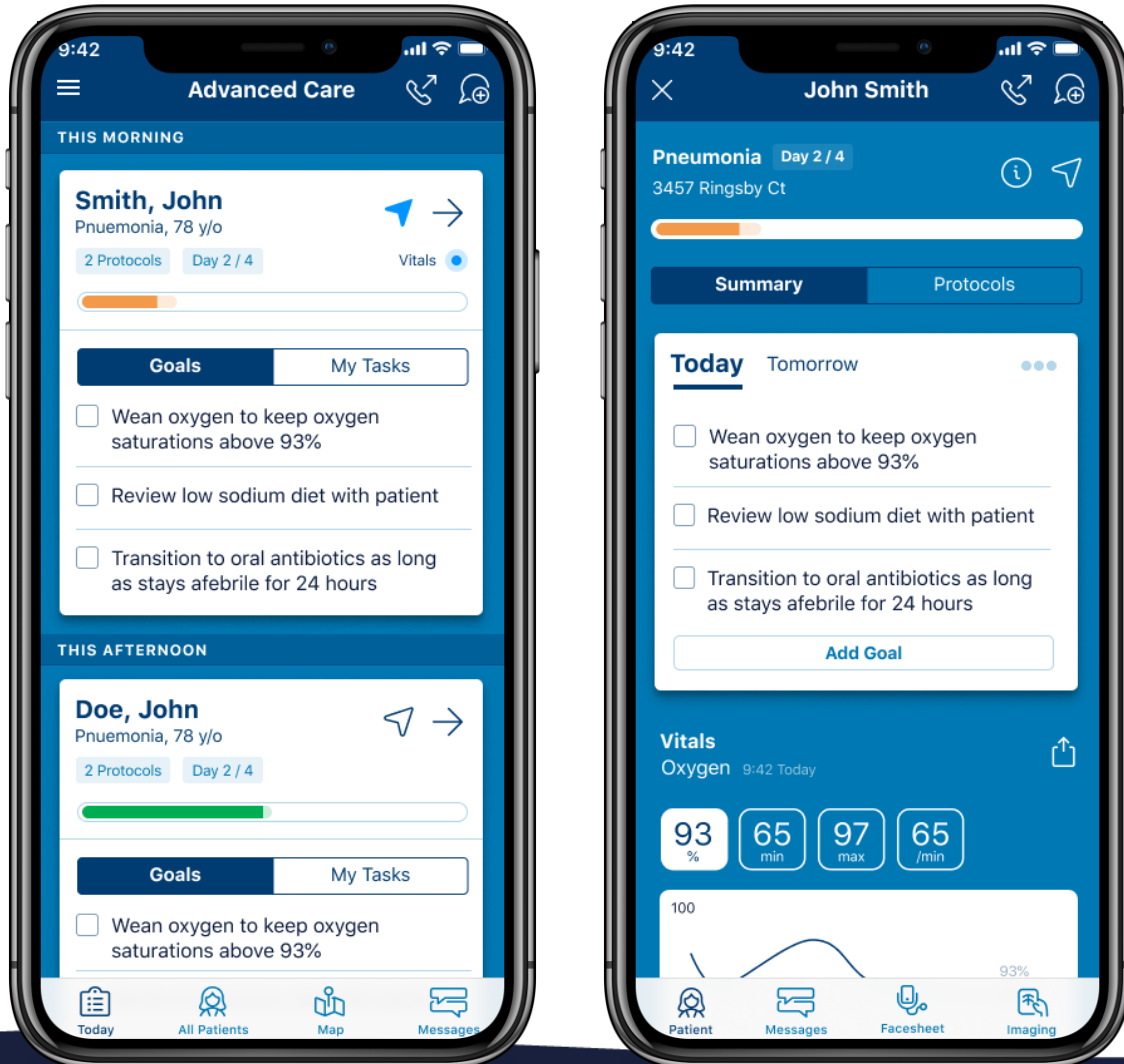 9:42
Advanced Care
THIS MORNING
Smith, John
Pnuemonia, 78 y/o
2 Protocols Day 2 / 4 Vitals
Goals My Tasks
Wean oxygen to keep oxygen
saturations above 93%
Review low sodium diet with patient
Transition to oral antibiotics as long
as stays afebrile for 24 hours
THIS AFTERNOON
Doe, John
Pnuemonia, 78 y/o
2 Protocols Day 2 / 4
Goals My Tasks
Wean oxygen to keep oxygen
saturations above 93%
Today All Patients Map Messages
9:42
John Smith
Pneumonia Day 2 / 4
3457 Ringsby Ct
Summary Protocols
Today Tomorrow
Wean oxygen to keep oxygen
saturations above 93%
Review low sodium diet with patient
Transition to oral antibiotics as long
as stays afebrile for 24 hours
Add Goal
Vitals
Oxygen 9:42 Today
93 65 97 65
% min max /min
100
93%
Patient Messages Facesheet Imaging